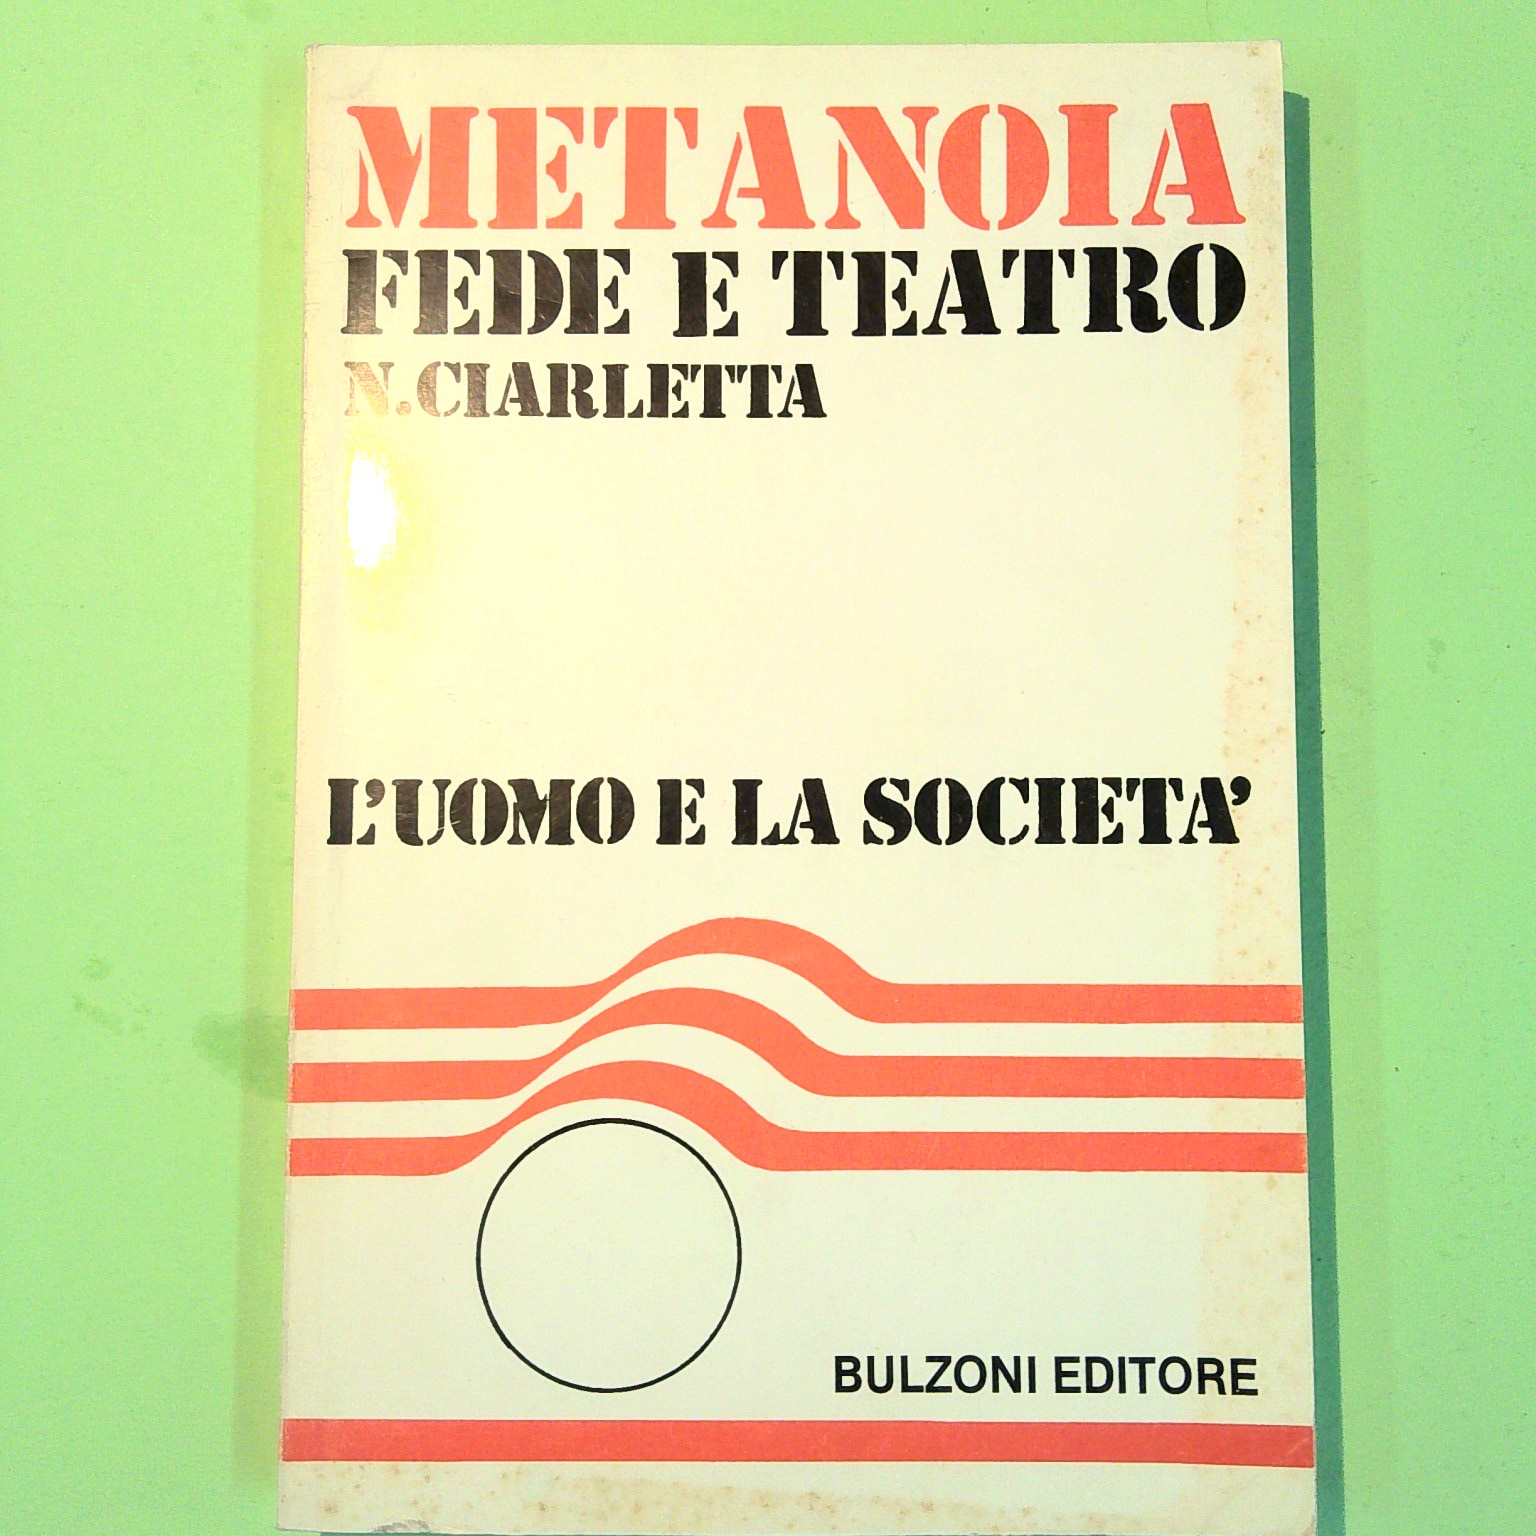 METANOIA
FEDE E TEATRO
N.CIARLETTA
L'UOMO E LA SOCIETA'
BULZONI EDITORE